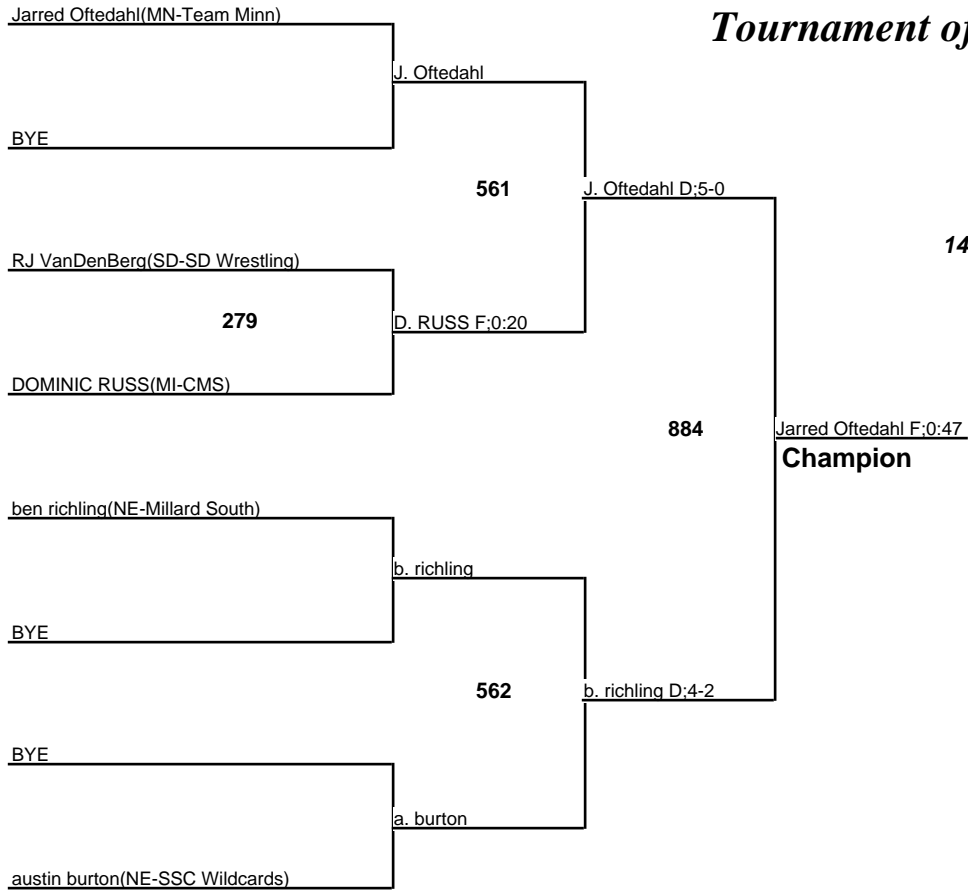 Jarred Oftedahl(MN-Team Minn)
Tournament of
J. Oftedahl
BYE
561
J. Oftedahl D;5-0
14
RJ VanDenBerg(SD-SD Wrestling)
279
D. RUSS F;0:20
DOMINIC RUSS(MI-CMS)
884
Jarred Oftedahl F;0:47
Champion
ben richling(NE-Millard South)
b. richling
BYE
562
b. richling D;4-2
BYE
a. burton
austin burton(NE-SSC Wildcards)